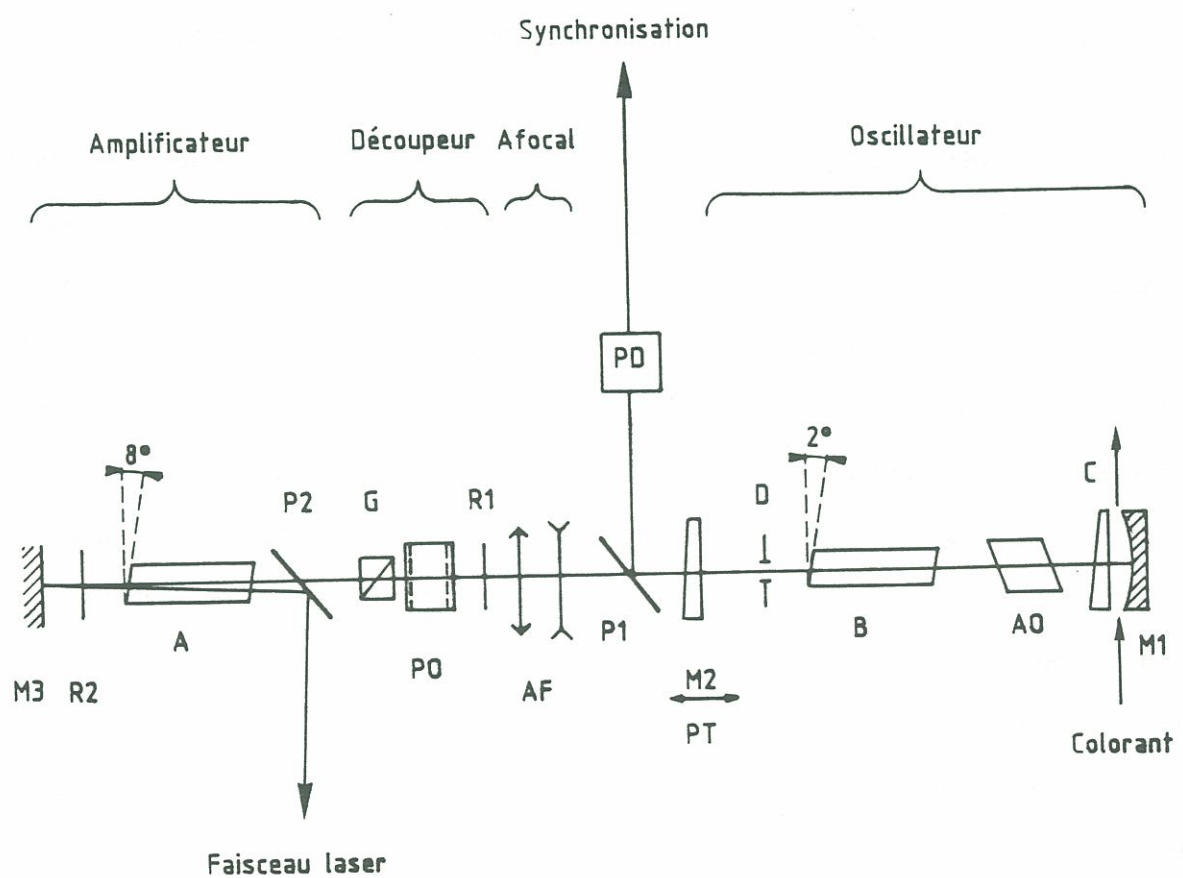 Synchronisation
Amplificateur Découpeur Afocal Oscillateur
PD
8° 2°
P2 G R1 D C
A P1 B AO
M3 R2 PO AF M2 M1
PT
Colorant
Faisceau laser